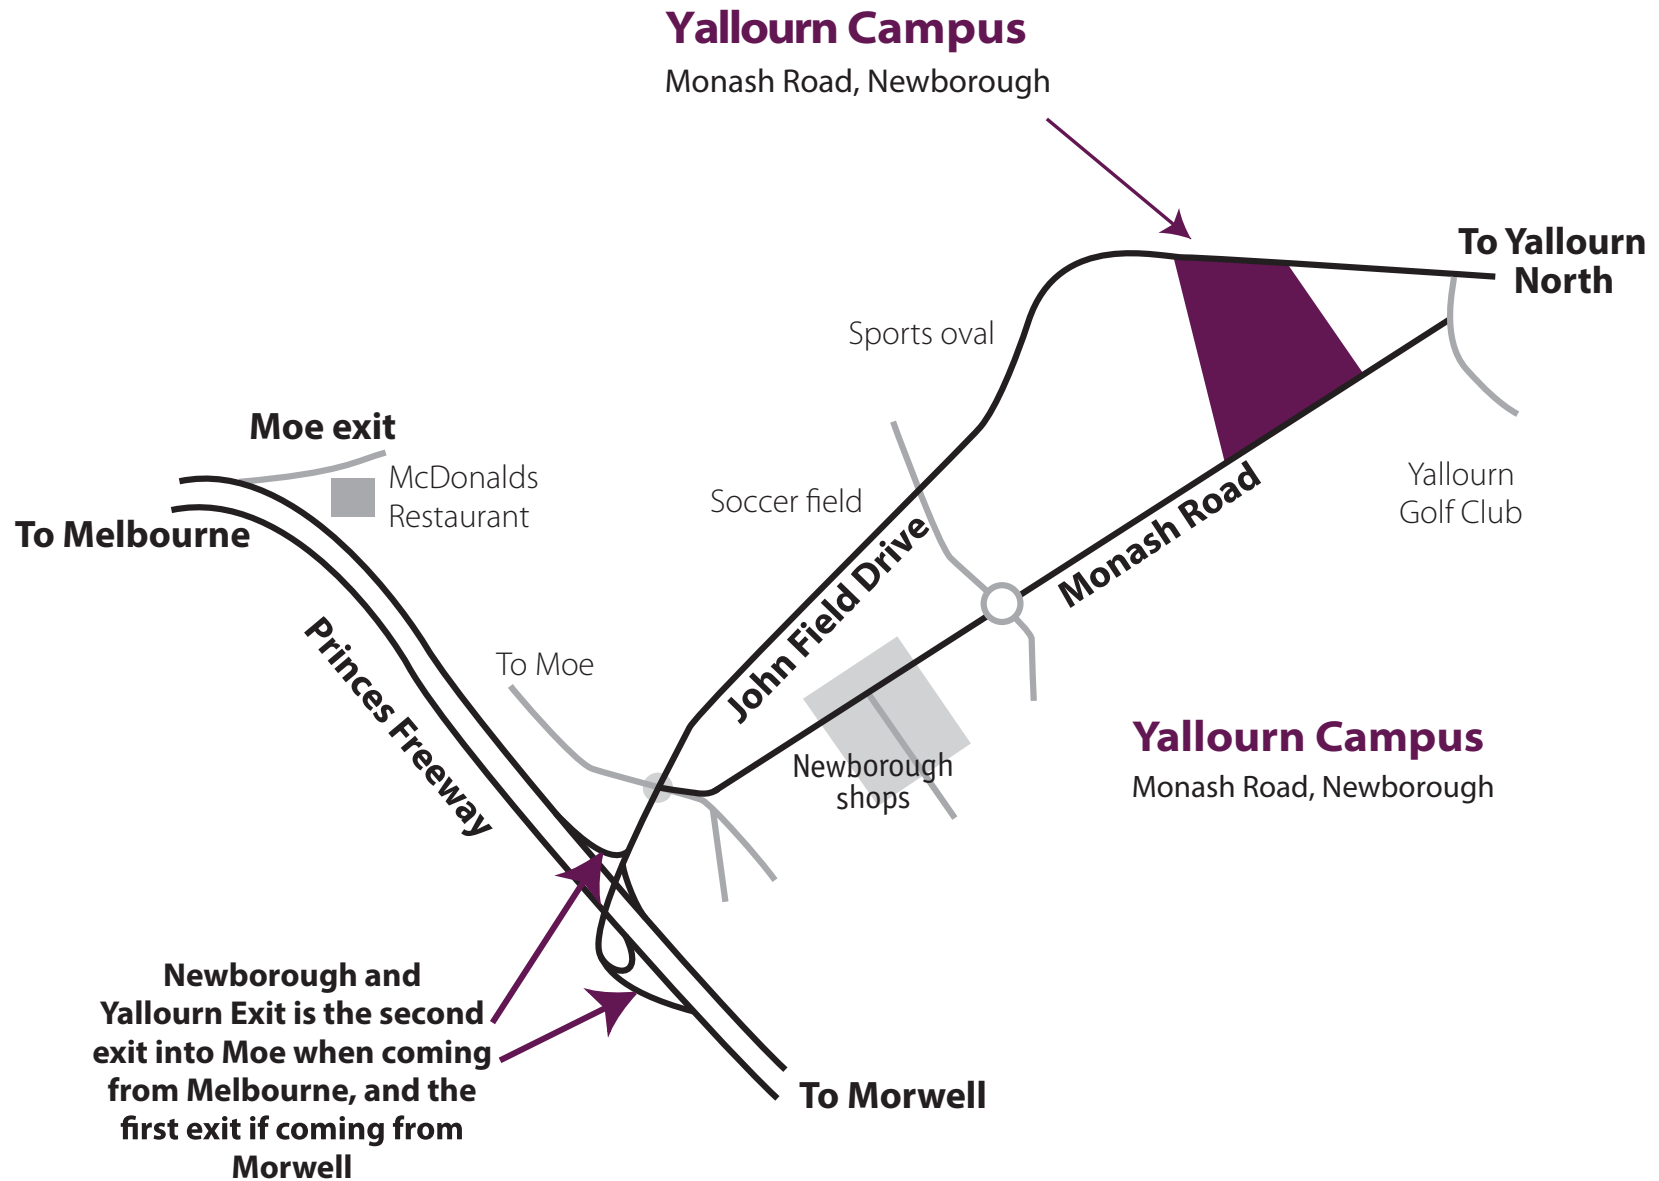 Yallourn Campus
Monash Road, Newborough
To Yallourn
North
Sports oval
Moe exit
McDonalds
Restaurant
Soccer field
Yallourn
Golf Club
To Melbourne
Monash Road
John Field Drive
Princes Freeway
To Moe
Newborough
shops
Yallourn Campus
Monash Road, Newborough
Newborough and
Yallourn Exit is the second
exit into Moe when coming
from Melbourne, and the
first exit if coming from
Morwell
To Morwell